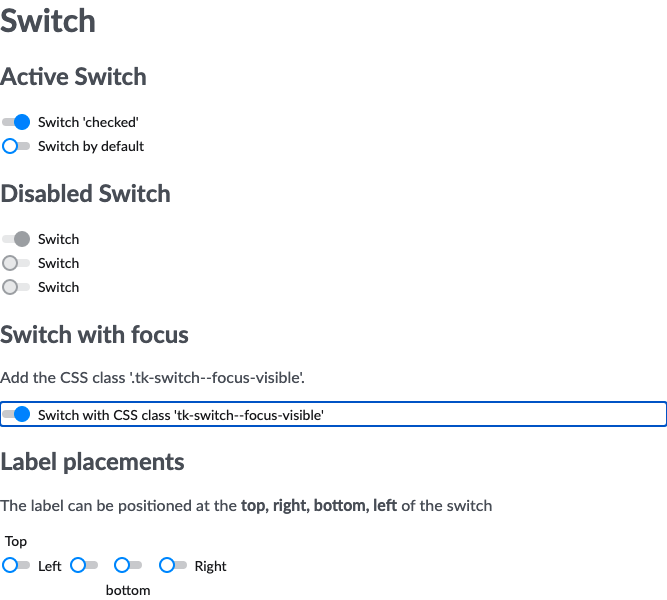 Switch
Active Switch
Switch 'checked'
Switch by default
Disabled Switch
Switch
Switch
Switch
Switch with focus
Add the CSS class '.tk-switch--focus-visible'.
Switch with CSS class 'tk-switch--focus-visible'
Label placements
The label can be positioned at the top, right, bottom, left of the switch
Top
Left
Right
bottom